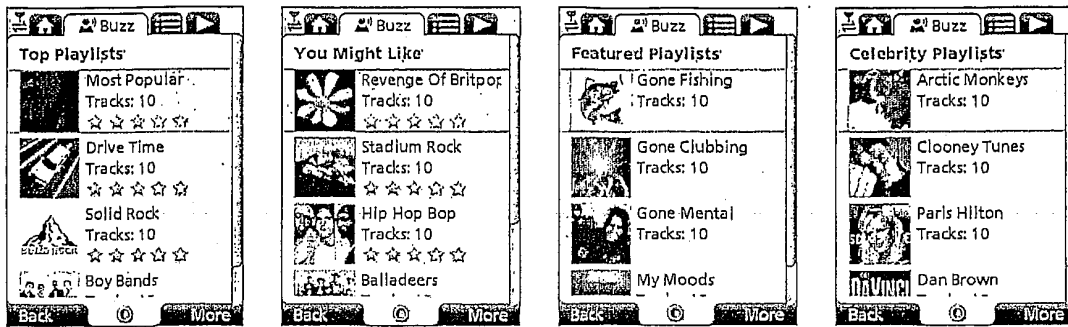 Buzz
Top Playlists
Most Popular
Tracks: 10
Drive Time
Tracks: 10
Solid Rock
Tracks: 10
Boy Bands
Back
More
Buzz
You Might Like
Revenge Of Britpop
Tracks: 10
Stadium Rock
Tracks: 10
Hip Hop Bop
Tracks: 10
Balladeers
Back
More
Buzz
Featured Playlists
Gone Fishing
Tracks: 10
Gone Clubbing
Tracks: 10
Gone Mental
Tracks: 10
My Moods
Back
More
Buzz
Celebrity Playlists
Arctic Monkeys
Tracks: 10
Clooney Tunes
Tracks: 10
Paris Hilton
Tracks: 10
DAVINCI
Dan Brown
Back
More